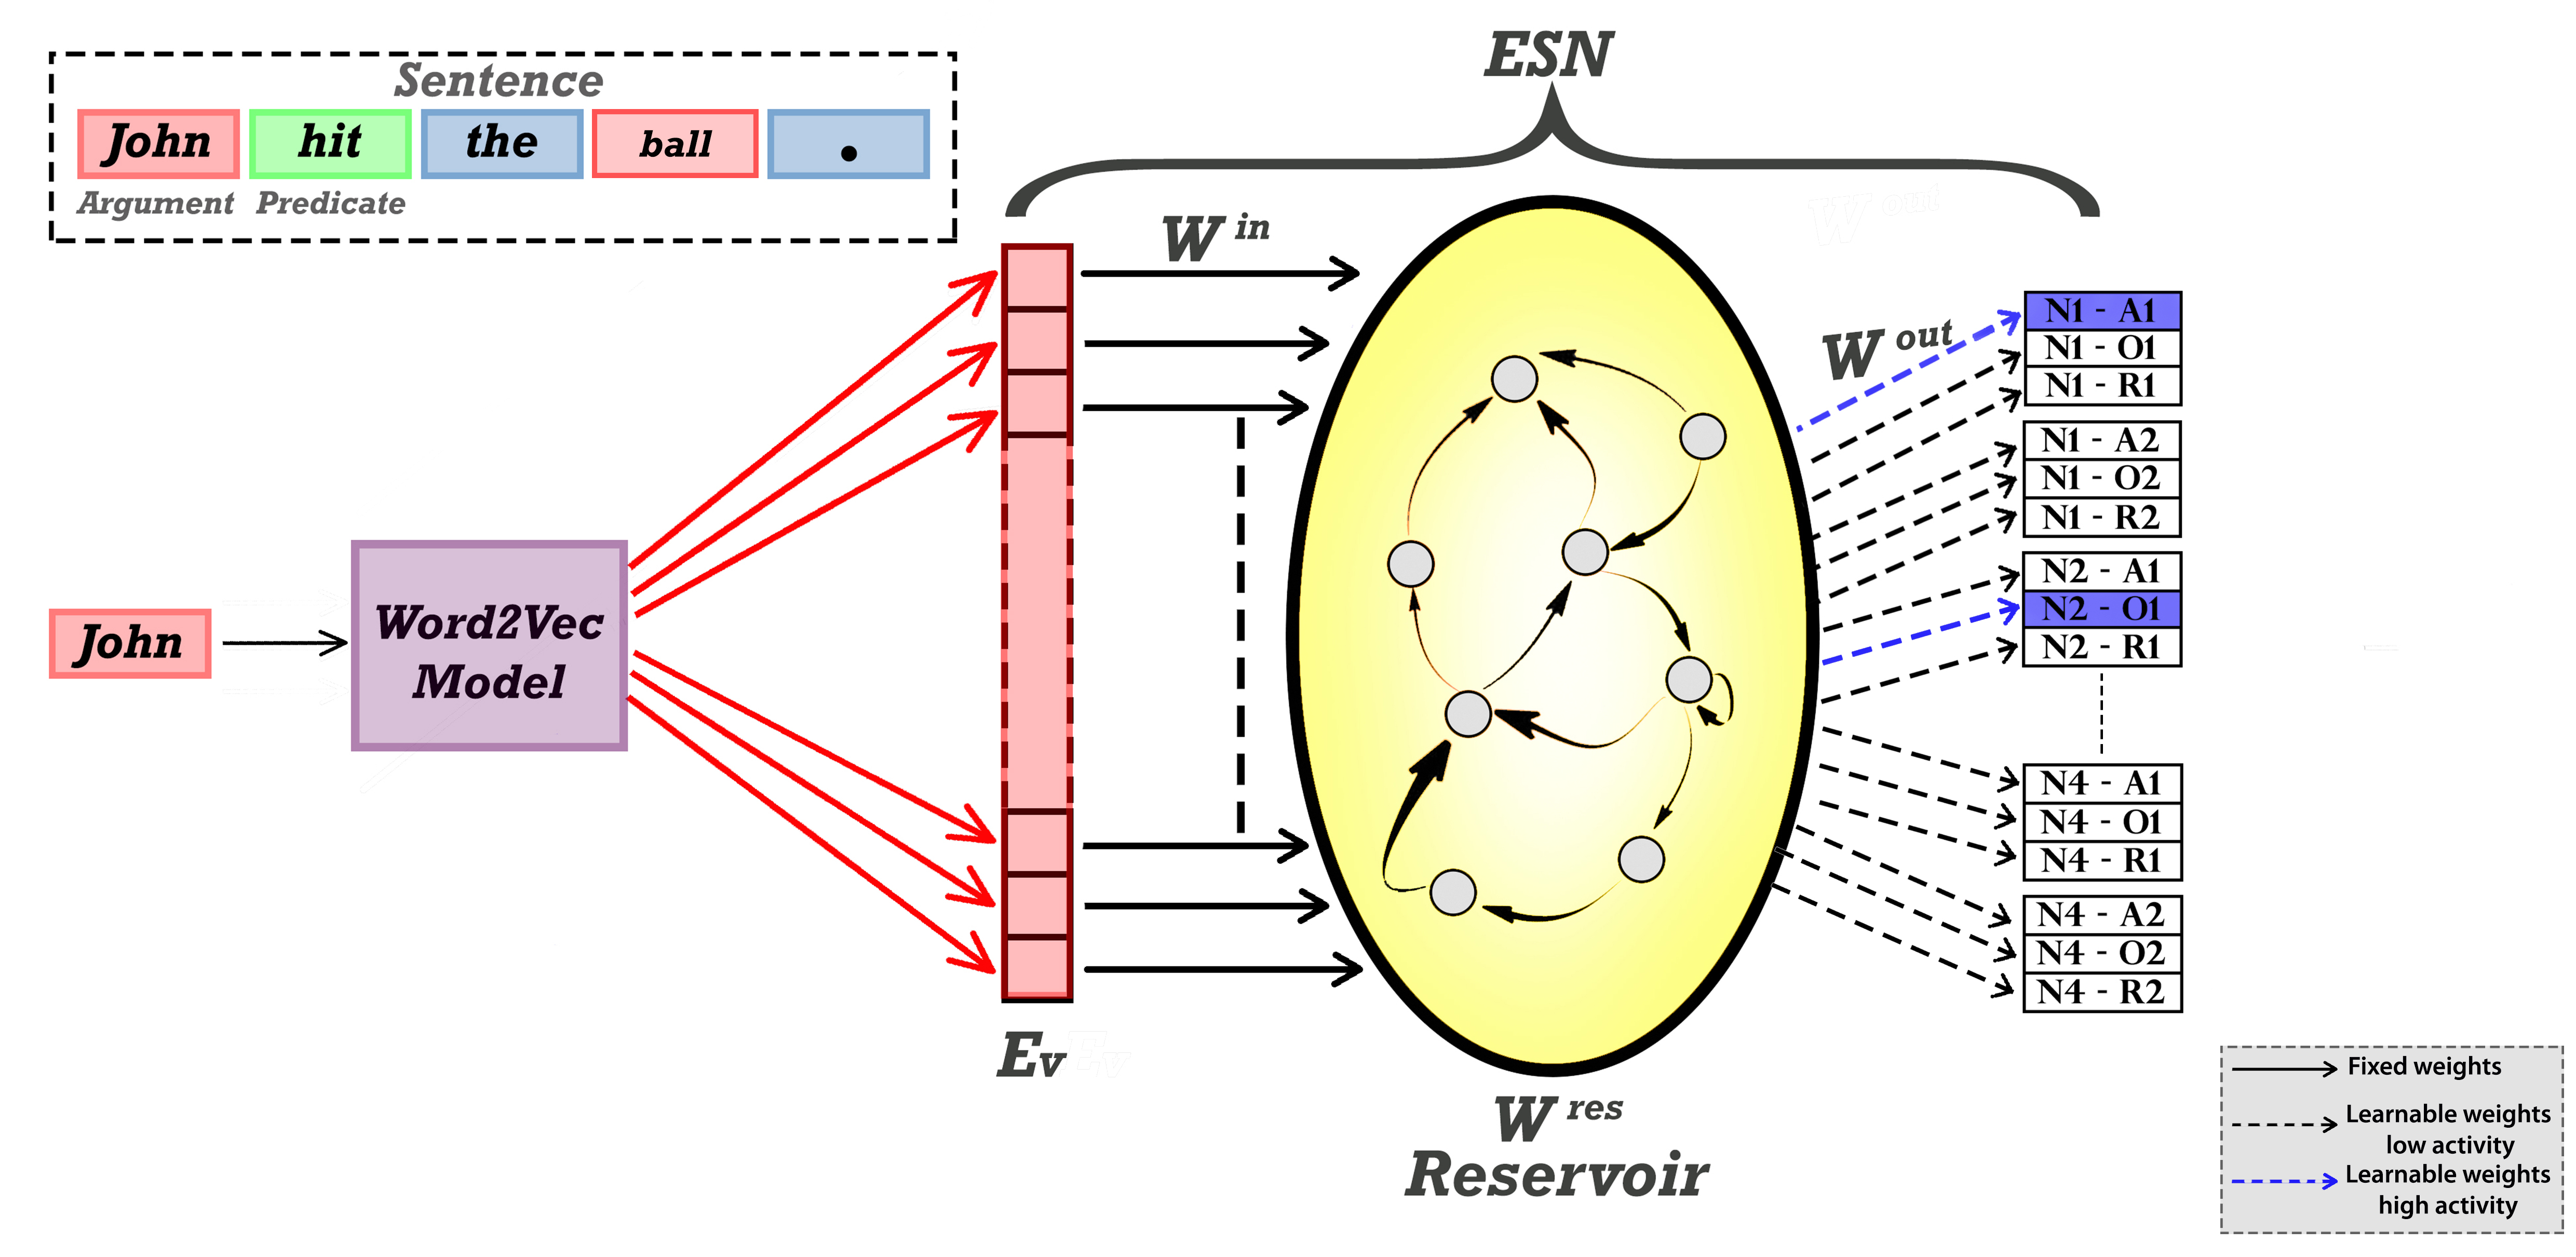 ESN
Sentence
John hit the ball .
Argument Predicate
W in
W out
W out
N1 - A1
N1 - O1
N1 - R1
N1 - A2
N1 - O2
N1 - R2
N2 - A1
N2 - O1
N2 - R1
John
Word2Vec
Model
N4 - A1
N4 - O1
N4 - R1
N4 - A2
N4 - O2
N4 - R2
Ev Ev
W res
Reservoir
Fixed weights
Learnable weights
low activity
Learnable weights
high activity